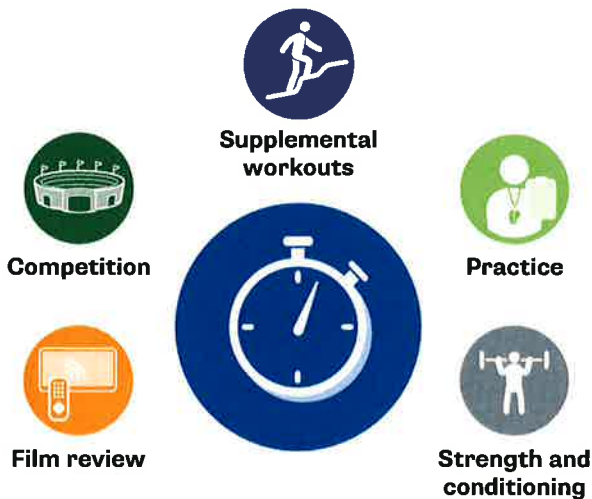 Supplemental
workouts
Competition
Practice
Film review
Strength and
conditioning